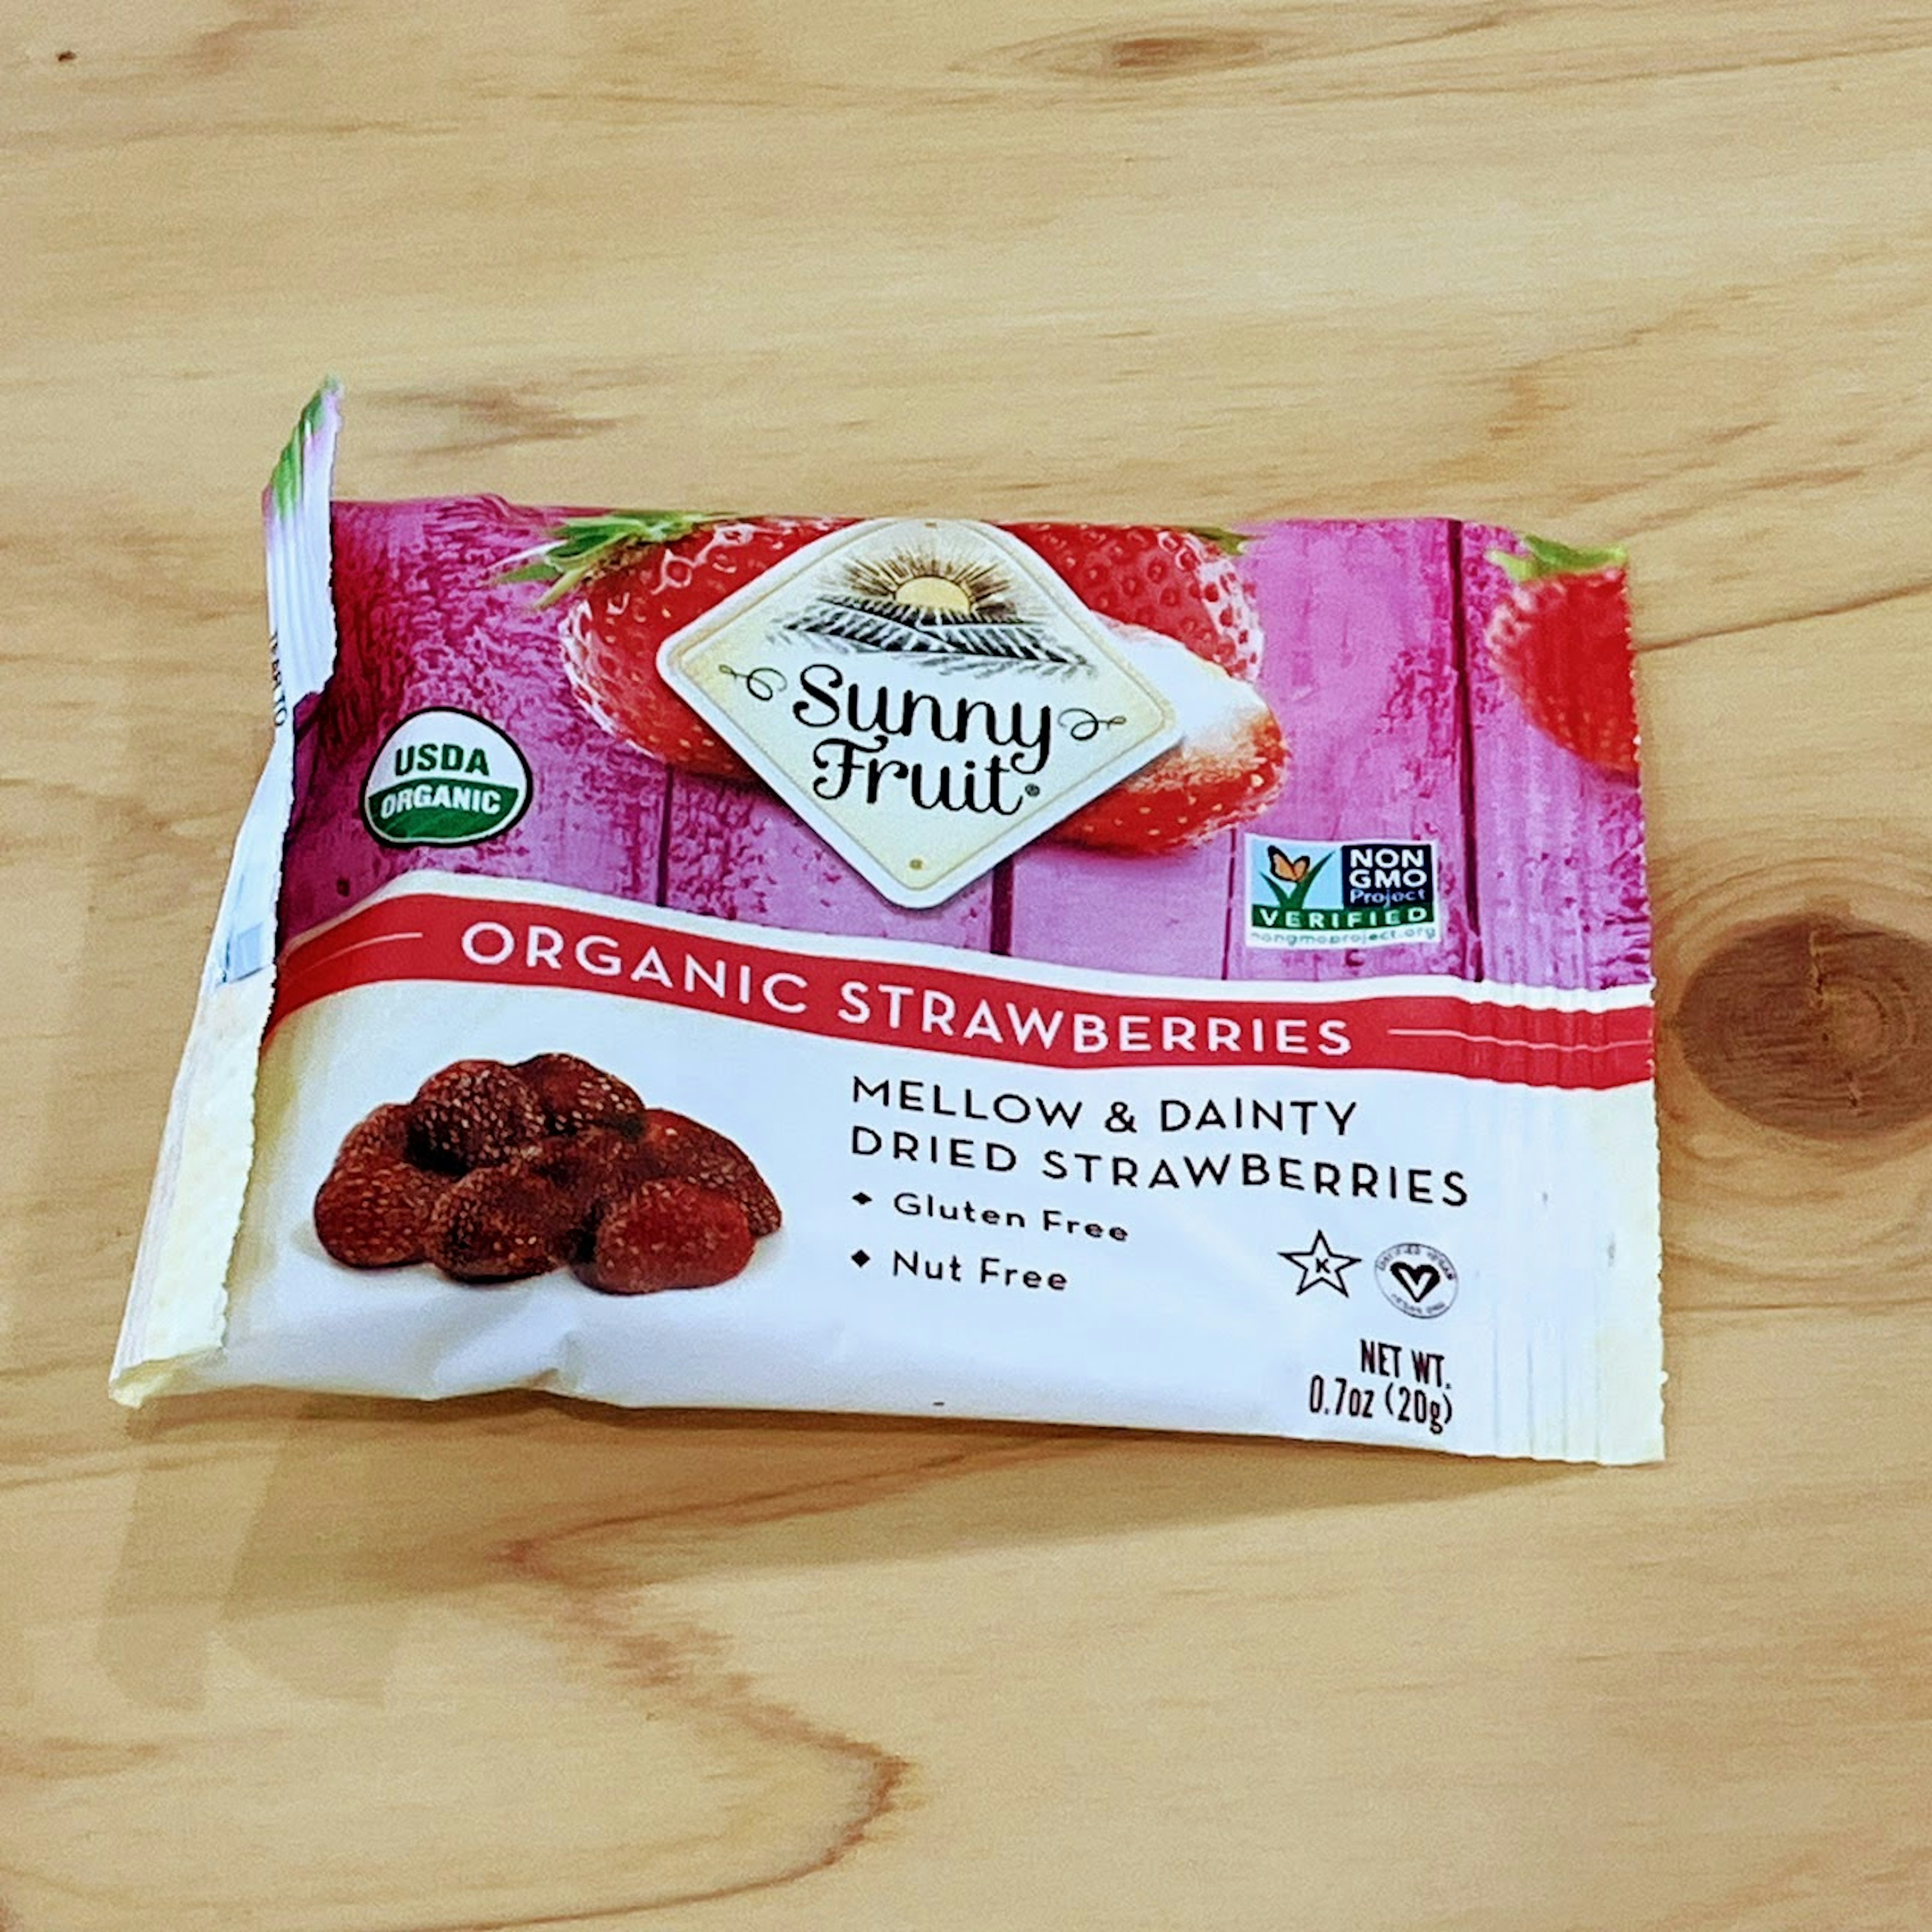 Sunny
Fruit®
USDA
ORGANIC
NON
GMO
Project
VERIFIED
nongmoproject.org
ORGANIC STRAWBERRIES
MELLOW & DAINTY
DRIED STRAWBERRIES
Gluten Free
Nut Free
K
NET WT.
0.7oz (20g)